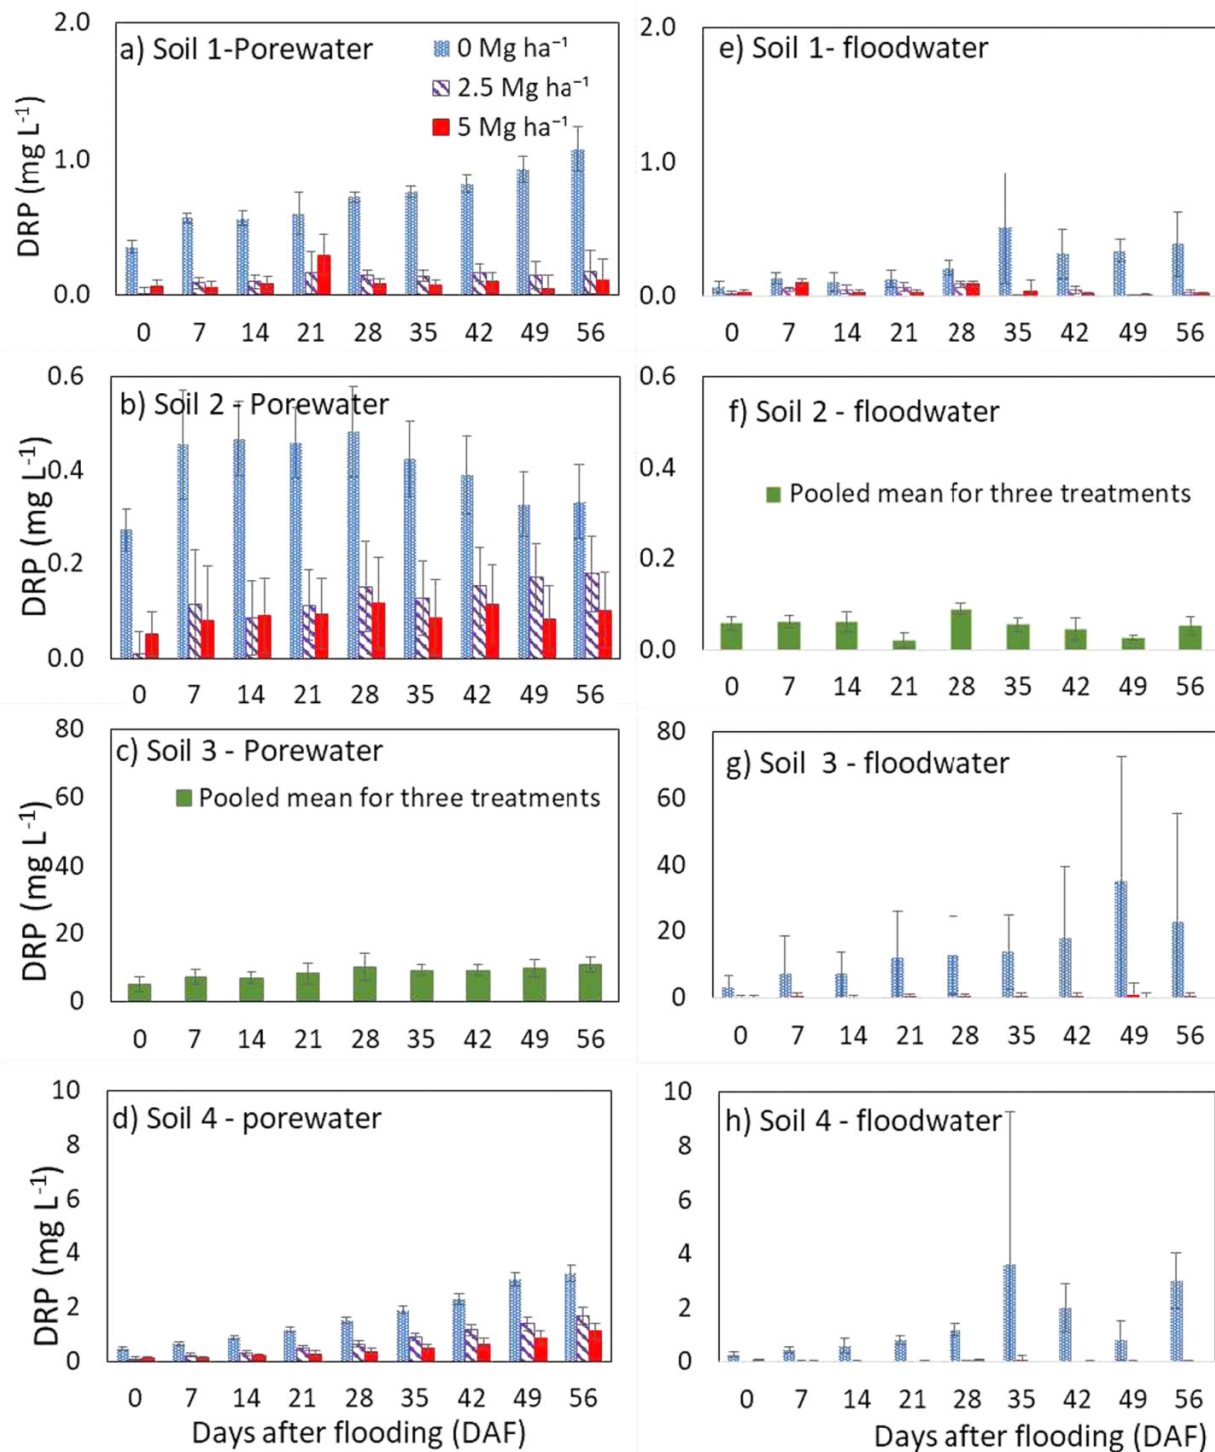 a) Soil 1-Porewater
0 Mg ha⁻¹
2.5 Mg ha⁻¹
5 Mg ha⁻¹
DRP (mg L⁻¹)
2.0
1.0
0.0
0 7 14 21 28 35 42 49 56
e) Soil 1- floodwater
2.0
1.0
0.0
0 7 14 21 28 35 42 49 56
b) Soil 2 - Porewater
DRP (mg L⁻¹)
0.6
0.4
0.2
0.0
0 7 14 21 28 35 42 49 56
f) Soil 2 - floodwater
Pooled mean for three treatments
0.6
0.4
0.2
0.0
0 7 14 21 28 35 42 49 56
c) Soil 3 - Porewater
Pooled mean for three treatments
DRP (mg L⁻¹)
80
60
40
20
0
0 7 14 21 28 35 42 49 56
g) Soil 3 - floodwater
80
60
40
20
0
0 7 14 21 28 35 42 49 56
d) Soil 4 - porewater
DRP (mg L⁻¹)
10
8
6
4
2
0
0 7 14 21 28 35 42 49 56
Days after flooding (DAF)
h) Soil 4 - floodwater
10
8
6
4
2
0
0 7 14 21 28 35 42 49 56
Days after flooding (DAF)